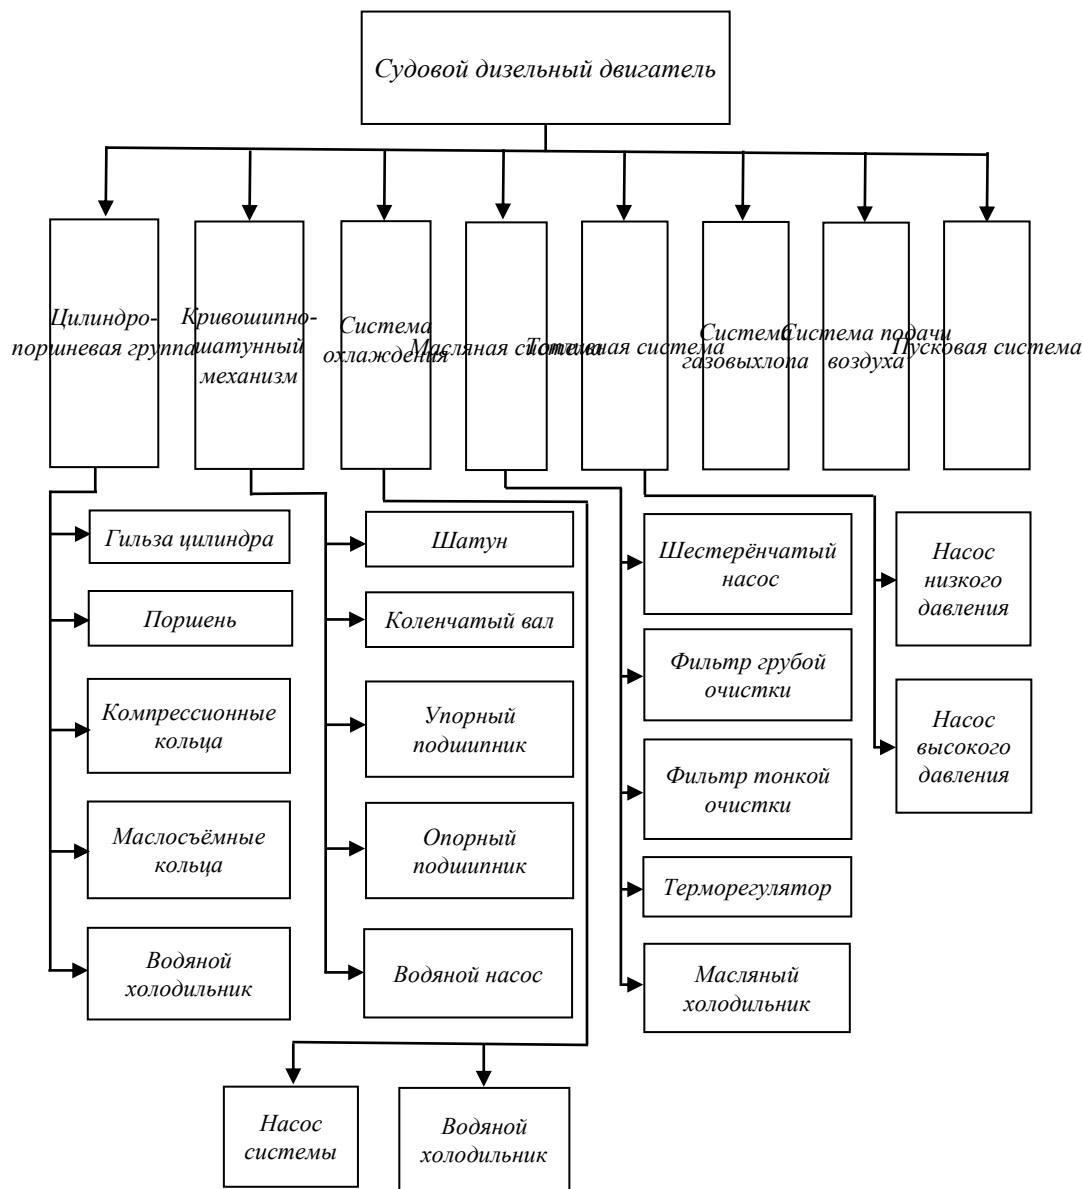 Судовой дизельный двигатель
Цилиндро-
поршневая группа
Кривошипно-
шатунный
механизм
Система
охлаждения
Масляная система
Топливная система
Система
газовыхлопа
Система подачи
воздуха
Пусковая система
Гильза цилиндра
Поршень
Компрессионные
кольца
Маслосъёмные
кольца
Водяной
холодильник
Шатун
Коленчатый вал
Упорный
подшипник
Опорный
подшипник
Водяной насос
Шестерёнчатый
насос
Фильтр грубой
очистки
Фильтр тонкой
очистки
Терморегулятор
Масляный
холодильник
Насос
низкого
давления
Насос
высокого
давления
Насос
системы
Водяной
холодильник